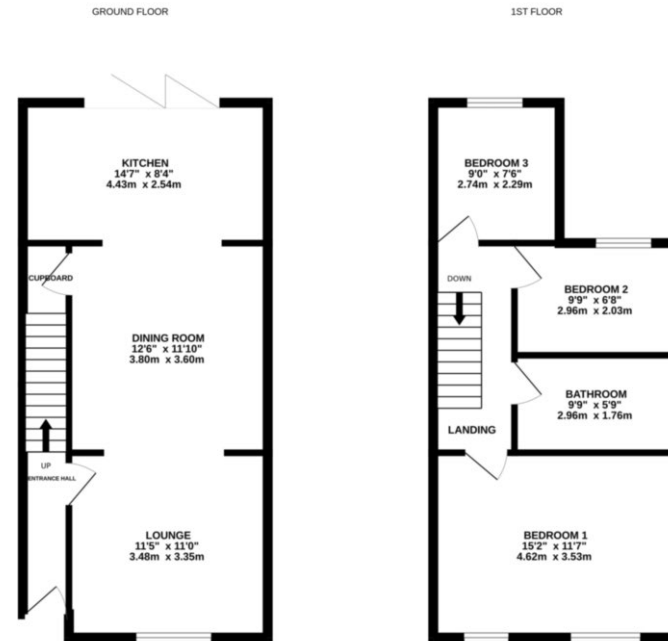 GROUND FLOOR
1ST FLOOR
KITCHEN
14'7" x 8'4"
4.43m x 2.54m
CUPBOARD
DINING ROOM
12'6" x 11'10"
3.80m x 3.60m
UP
ENTRANCE HALL
LOUNGE
11'5" x 11'0"
3.48m x 3.35m
BEDROOM 3
9'0" x 7'6"
2.74m x 2.29m
DOWN
BEDROOM 2
9'9" x 6'8"
2.96m x 2.03m
BATHROOM
9'9" x 5'9"
2.96m x 1.76m
LANDING
BEDROOM 1
15'2" x 11'7"
4.62m x 3.53m